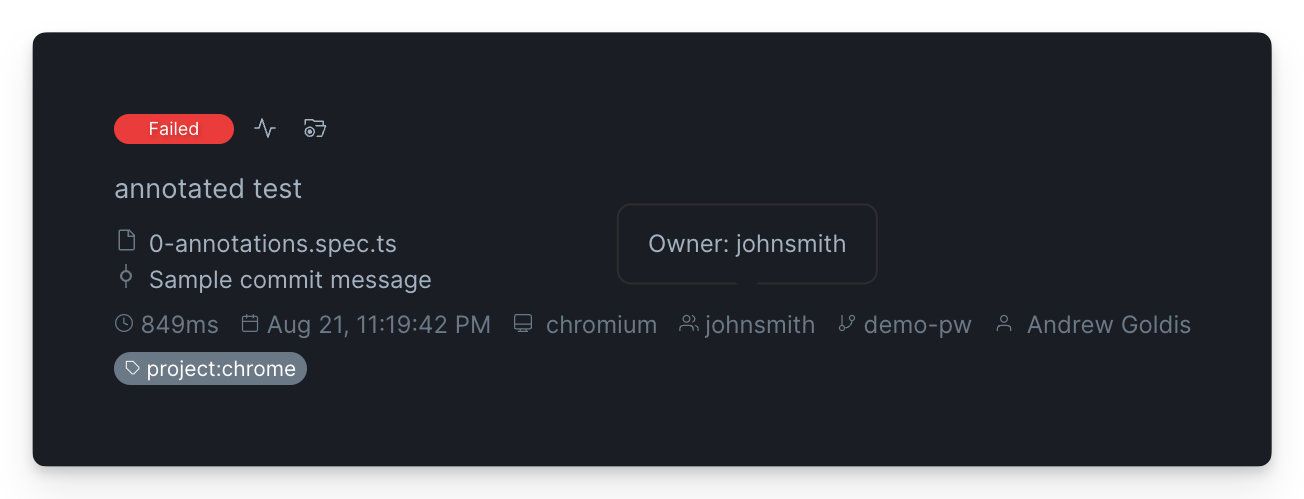 Failed
annotated test
0-annotations.spec.ts
Owner: johnsmith
Sample commit message
849ms Aug 21, 11:19:42 PM chromium johnsmith demo-pw Andrew Goldis
project:chrome